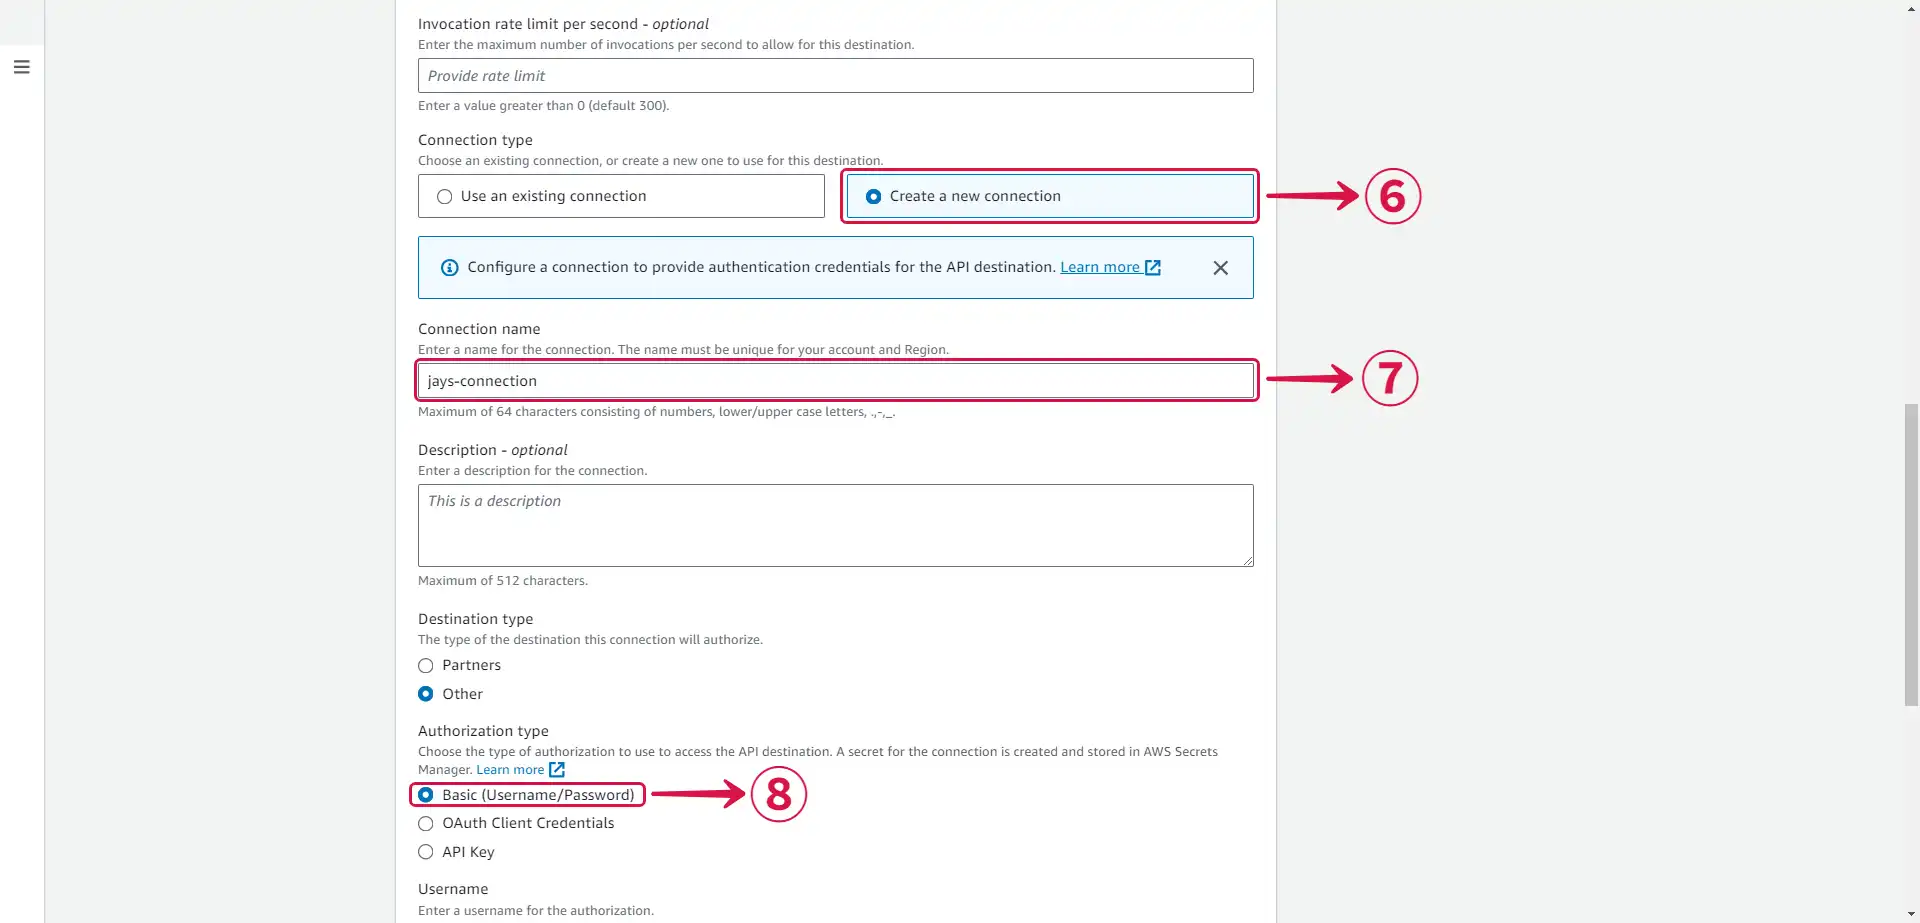 Invocation rate limit per second - optional
Enter the maximum number of invocations per second to allow for this destination.
Provide rate limit
Enter a value greater than 0 (default 300).
Connection type
Choose an existing connection, or create a new one to use for this destination.
Use an existing connection
Create a new connection
6
Configure a connection to provide authentication credentials for the API destination. Learn more
Connection name
Enter a name for the connection. The name must be unique for your account and Region.
jays-connection
7
Maximum of 64 characters consisting of numbers, lower/upper case letters, .,-,_.
Description - optional
Enter a description for the connection.
This is a description
Maximum of 512 characters.
Destination type
The type of the destination this connection will authorize.
Partners
Other
Authorization type
Choose the type of authorization to use to access the API destination. A secret for the connection is created and stored in AWS Secrets
Manager. Learn more
Basic (Username/Password)
8
OAuth Client Credentials
API Key
Username
Enter a username for the authorization.